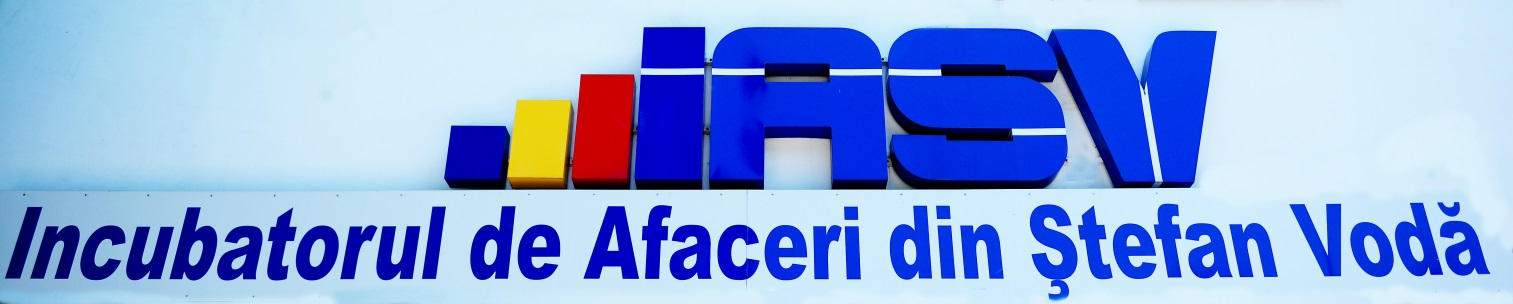 IASV
Incubatorul de Afaceri din Ştefan Vodă